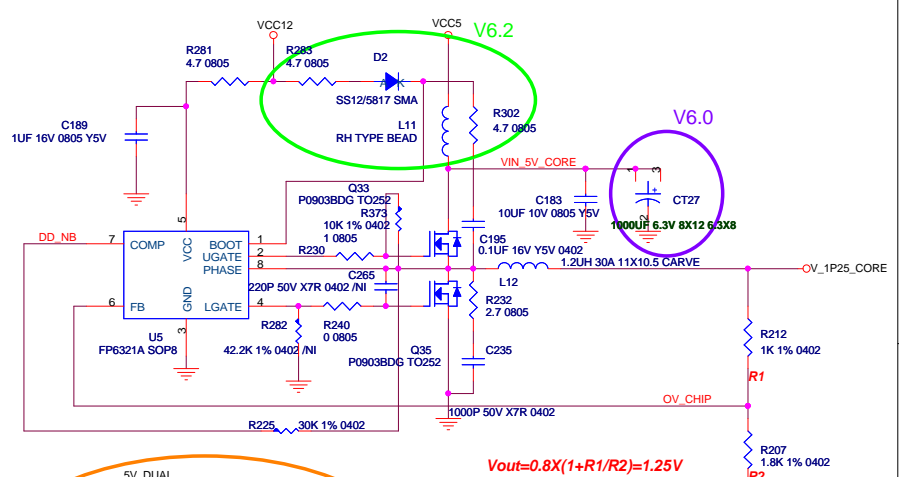 VCC12
VCC5
V6.2
R281
4.7 0805
R283
4.7 0805
D2
SS12/5817 SMA
R302
4.7 0805
V6.0
C189
1UF 16V 0805 Y5V
L11
RH TYPE BEAD
VIN_5V_CORE
1
3
Q33
P0903BDG TO252
R373
10K 1% 0402
1 0805
C183
10UF 10V 0805 Y5V
+
CT27
2
1000UF 6.3V 8X12 6.3X8
DD_NB
7
COMP
5
VCC
BOOT
1
UGATE
2
PHASE
8
R230
C195
0.1UF 16V Y5V 0402
1.2UH 30A 11X10.5 CARVE
OV_1P25_CORE
C265
220P 50V X7R 0402 /NI
L12
6
FB
GND
LGATE
4
3
R232
2.7 0805
U5
FP6321A SOP8
R282
42.2K 1% 0402 /NI
R240
0 0805
Q35
P0903BDG TO252
C235
R212
1K 1% 0402
R1
OV_CHIP
1000P 50V X7R 0402
R225
30K 1% 0402
R207
1.8K 1% 0402
R2
5V_DUAL
Vout=0.8X(1+R1/R2)=1.25V